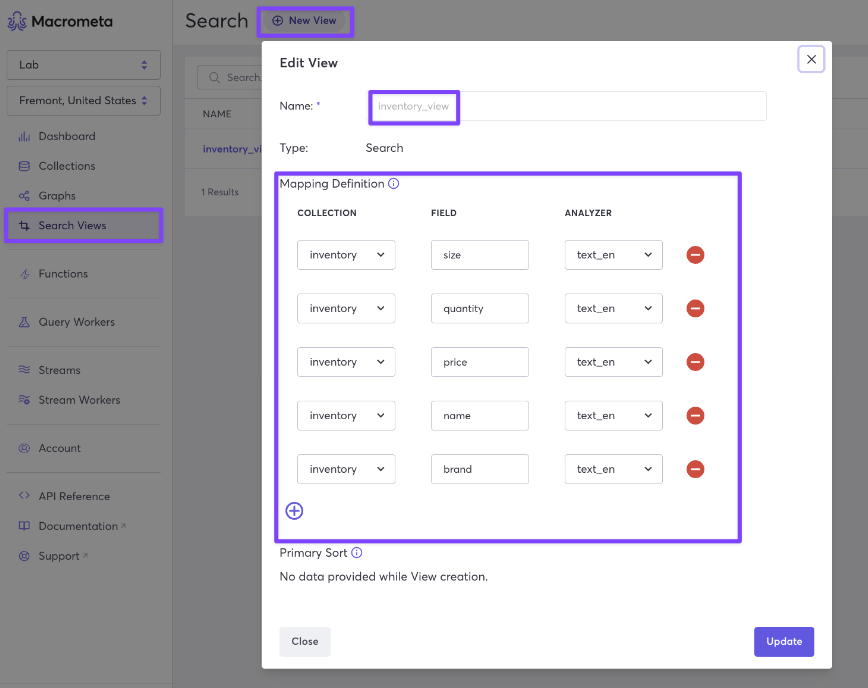 Macrometa
Lab
Fremont, United States
Dashboard
Collections
Graphs
Search Views
Functions
Query Workers
Streams
Stream Workers
Account
API Reference
Documentation
Support
Search
New View
Search
NAME
inventory_vi
1 Results
Edit View
Name: *
inventory_view
Type: Search
Mapping Definition
COLLECTION FIELD ANALYZER
inventory size text_en
inventory quantity text_en
inventory price text_en
inventory name text_en
inventory brand text_en
Primary Sort
No data provided while View creation.
Close Update